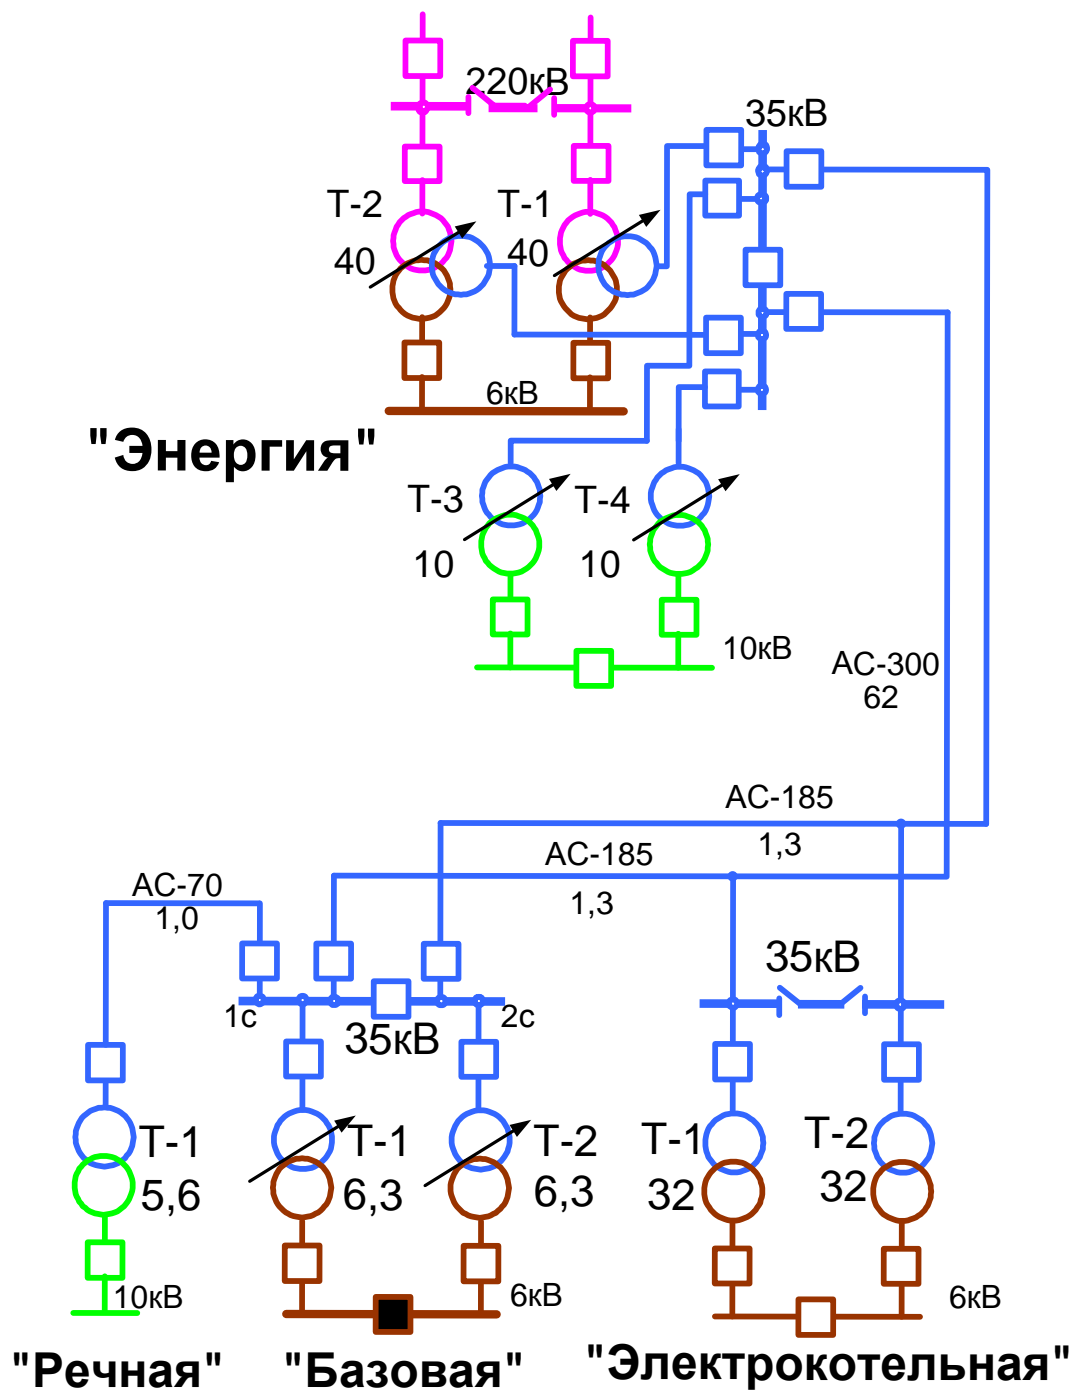 220кВ
35кВ
Т-2
Т-1
40
40
6кВ
"Энергия"
Т-3
Т-4
10
10
10кВ
АС-300
62
АС-185
1,3
АС-185
1,3
АС-70
1,0
35кВ
1с
2с
35кВ
Т-1
5,6
Т-1
6,3
Т-2
6,3
Т-1
32
Т-2
32
10кВ
6кВ
6кВ
"Речная"
"Базовая"
"Электрокотельная"